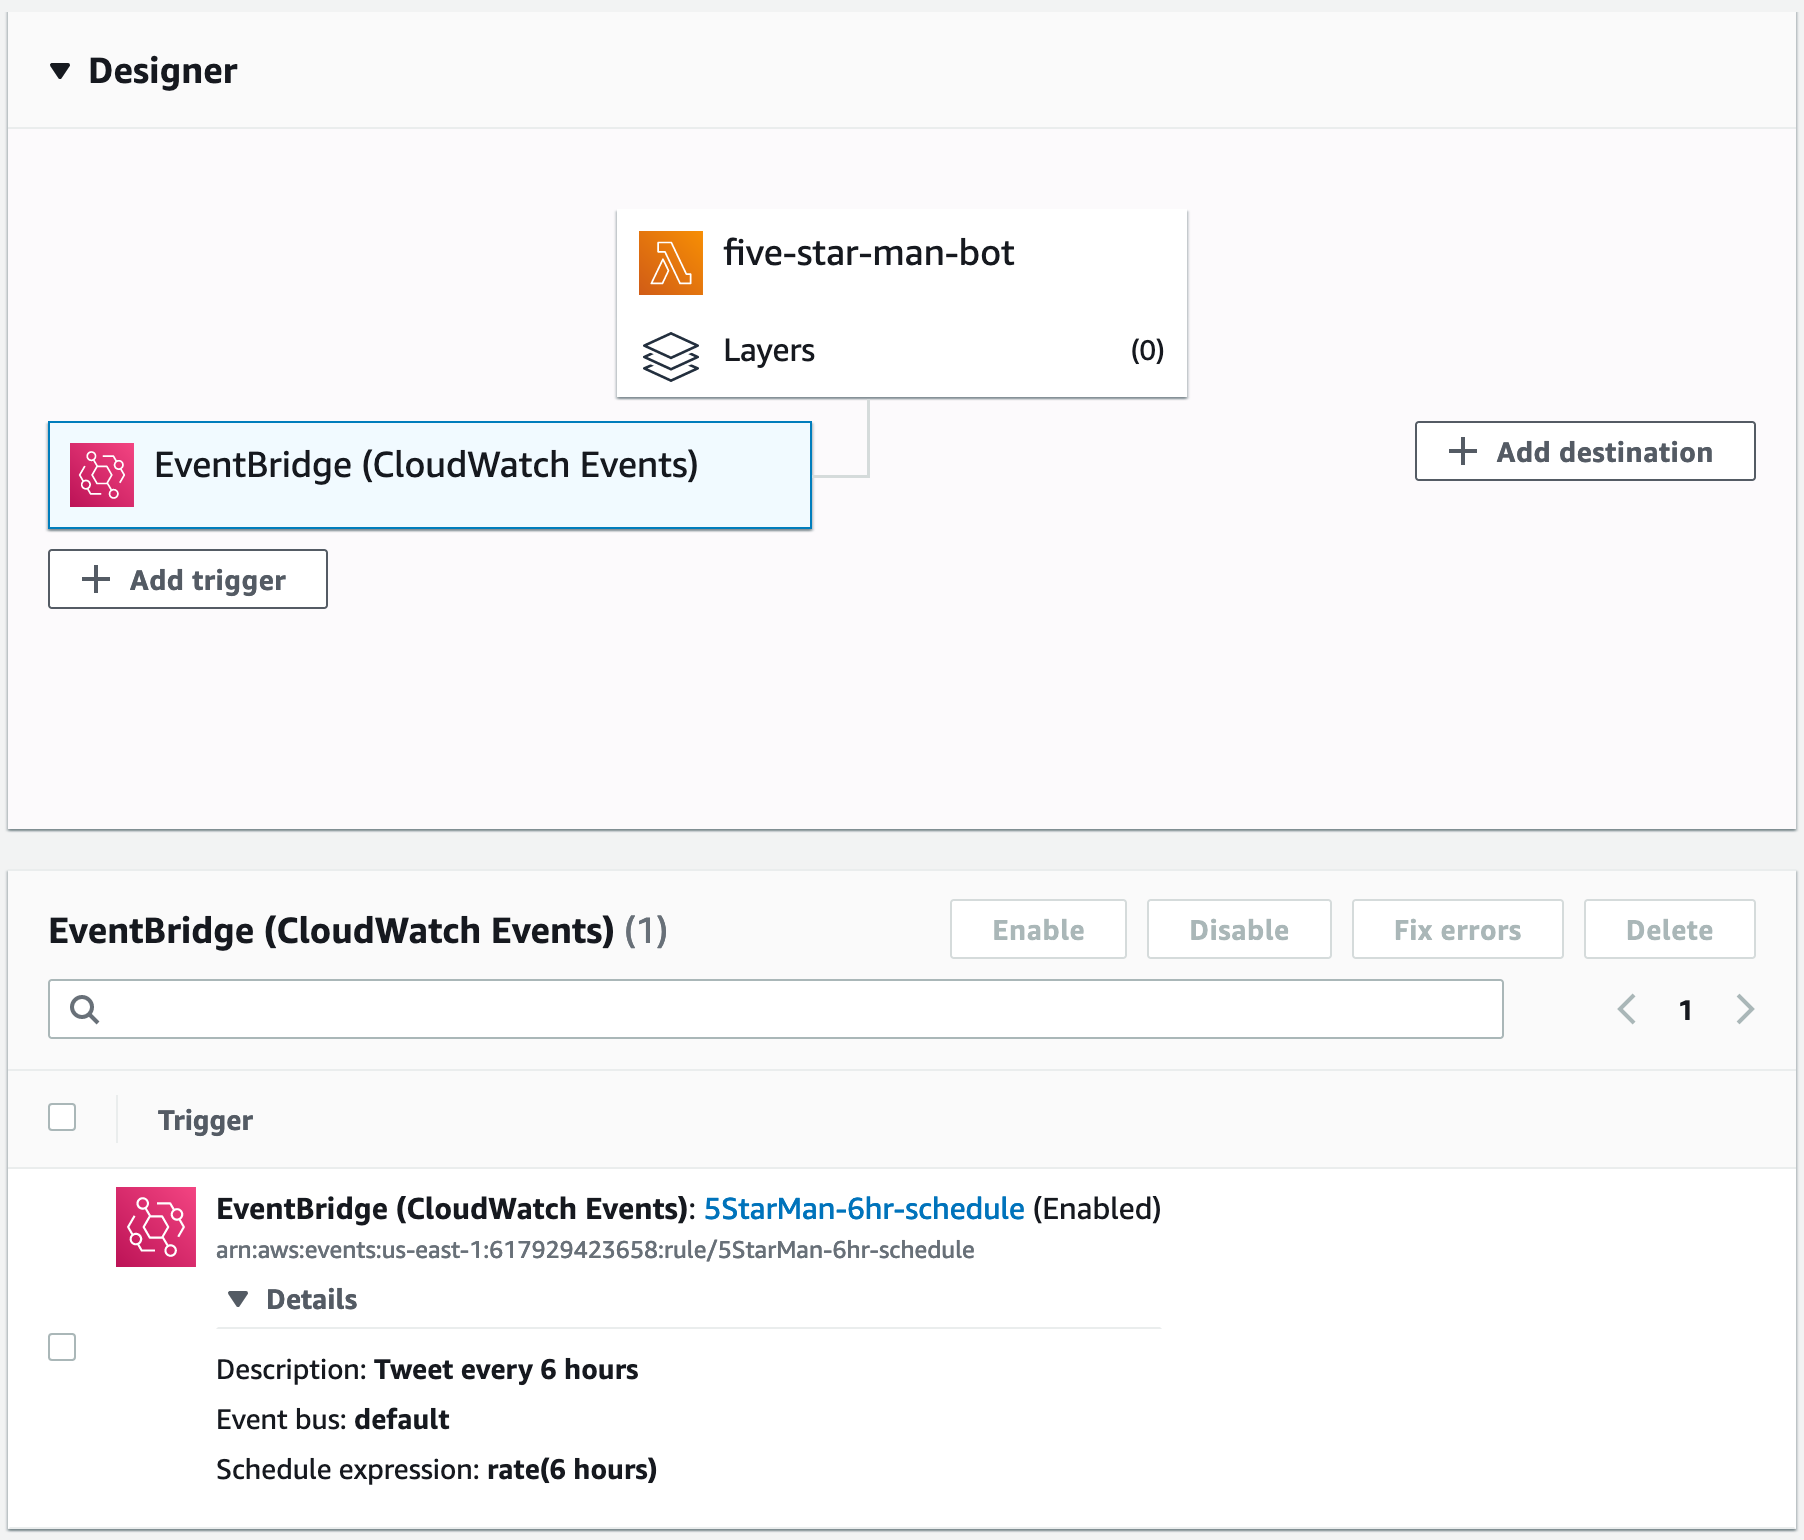 Designer
five-star-man-bot
Layers (0)
EventBridge (CloudWatch Events)
Add destination
Add trigger
EventBridge (CloudWatch Events) (1)
Enable Disable Fix errors Delete
1
Trigger
EventBridge (CloudWatch Events): 5StarMan-6hr-schedule (Enabled)
arn:aws:events:us-east-1:617929423658:rule/5StarMan-6hr-schedule
Details
Description: Tweet every 6 hours
Event bus: default
Schedule expression: rate(6 hours)